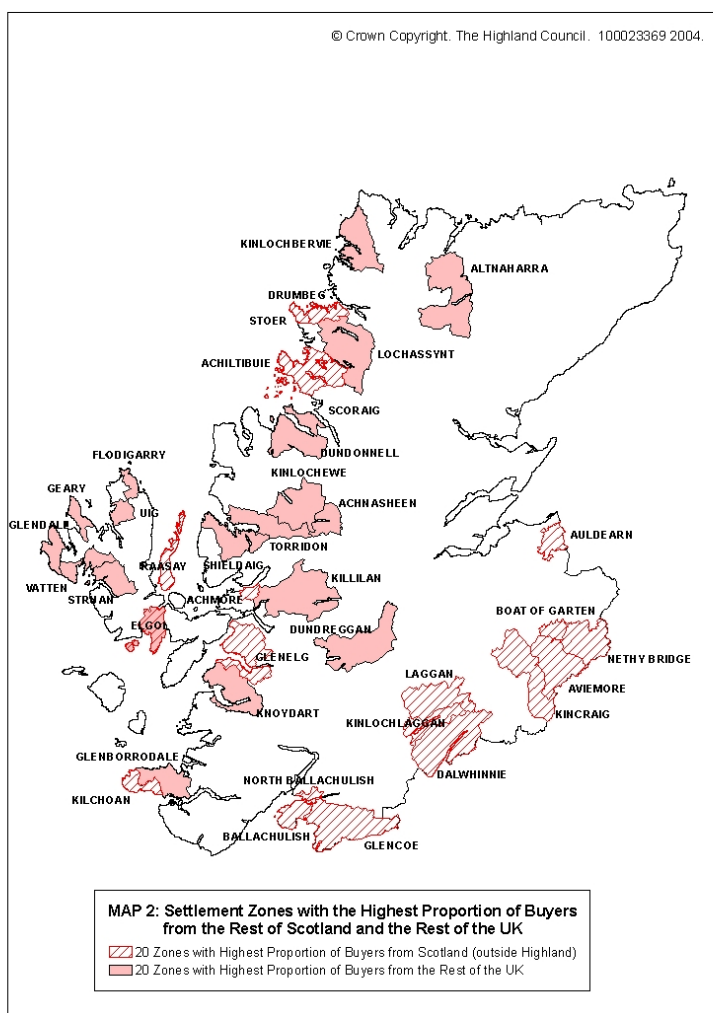 © Crown Copyright. The Highland Council. 100023369 2004.
KINLOCHBERVIE
ALTNAHARRA
DRUMBEG
STOER
LOCHASSYNT
ACHILTIBUIE
SCORAIG
DUNDONNELL
FLODIGARRY
KINLOCHEWE
GEARY
ACHNASHEEN
UIG
GLENDALE
AULDEARN
TORRIDON
RAASAY
SHIELDAIG
KILLILAN
VATTEN
STRUAN
ACHMORE
BOAT OF GARTEN
ELGOL
DUNDREGGAN
GLENELG
NETHY BRIDGE
LAGGAN
AVIEMORE
KNOYDART
KINLOCHLAGGAN
KINCRAIG
GLENBORRODALE
NORTH BALLACHULISH
DALWHINNIE
KILCHOAN
BALLACHULISH
GLENCOE
MAP 2: Settlement Zones with the Highest Proportion of Buyers
from the Rest of Scotland and the Rest of the UK
20 Zones with Highest Proportion of Buyers from Scotland (outside Highland)
20 Zones with Highest Proportion of Buyers from the Rest of the UK